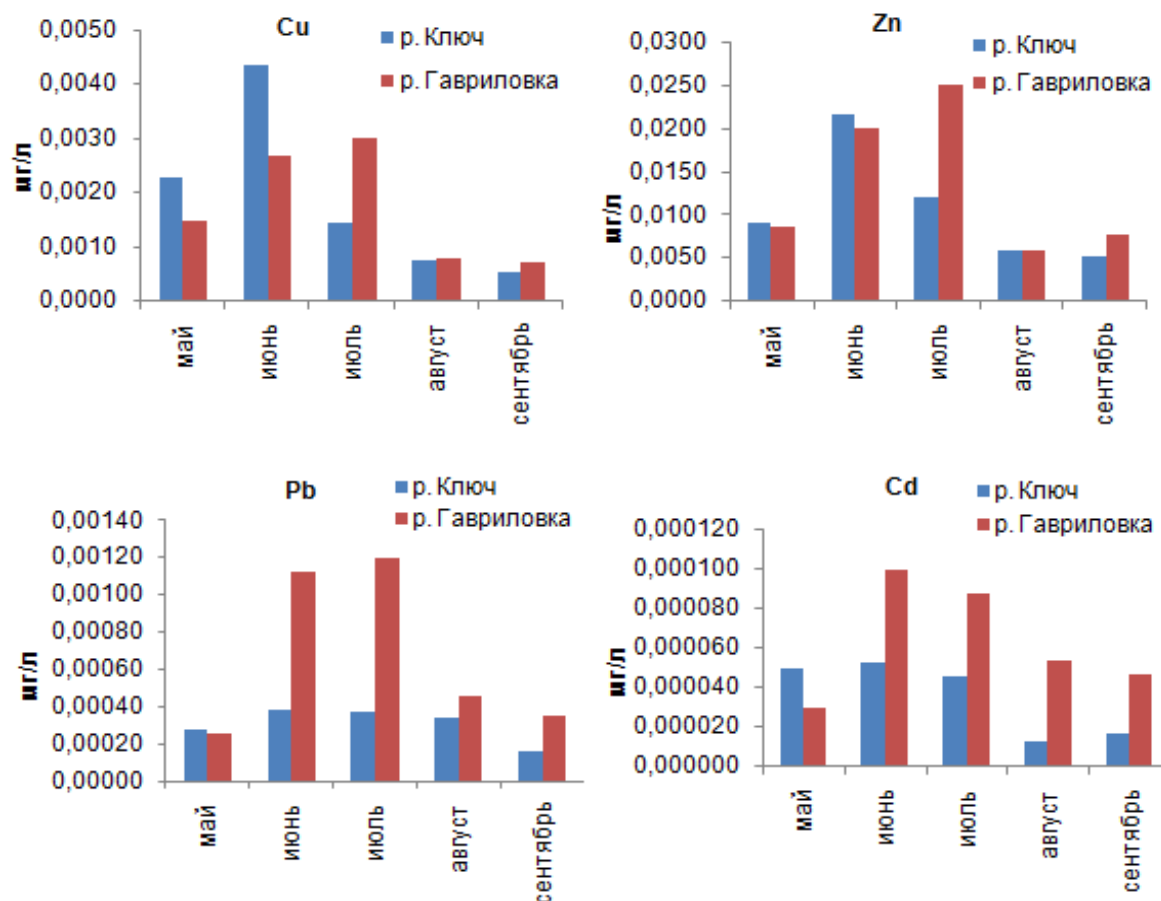 Cu
р. Ключ
р. Гавриловка
мг/л
0,0050
0,0040
0,0030
0,0020
0,0010
0,0000
май
июнь
июль
август
сентябрь
Zn
р. Ключ
р. Гавриловка
мг/л
0,0300
0,0250
0,0200
0,0150
0,0100
0,0050
0,0000
май
июнь
июль
август
сентябрь
Pb
р. Ключ
р. Гавриловка
мг/л
0,00140
0,00120
0,00100
0,00080
0,00060
0,00040
0,00020
0,00000
май
июнь
июль
август
сентябрь
Cd
р. Ключ
р. Гавриловка
мг/л
0,000120
0,000100
0,000080
0,000060
0,000040
0,000020
0,000000
май
июнь
июль
август
сентябрь